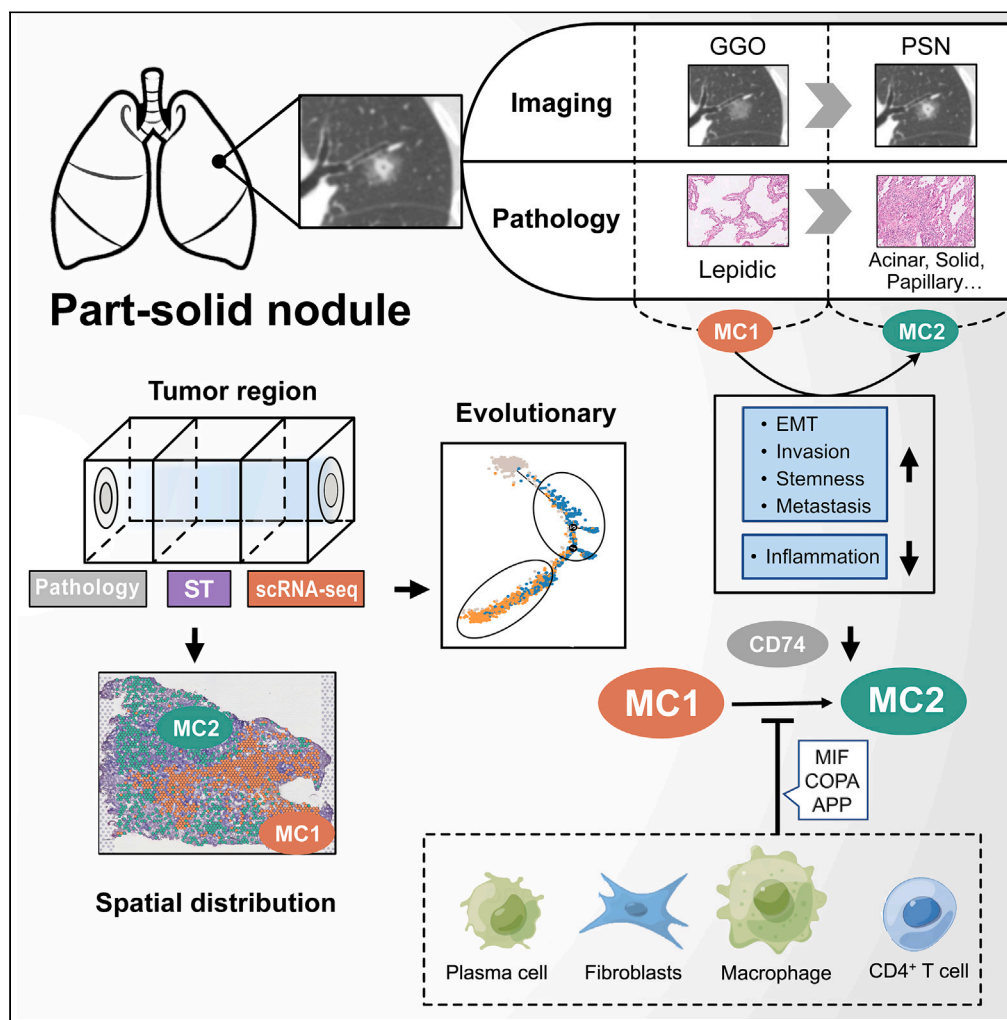 GGO
PSN
Imaging
Pathology
Lepidic
Acinar, Solid,
Papillary…
Part-solid nodule
MC1
MC2
Tumor region
Pathology
ST
scRNA-seq
Evolutionary
• EMT
• Invasion
• Stemness
• Metastasis
• Inflammation
CD74
MC1
MC2
MIF
COPA
APP
MC2
MC1
Spatial distribution
Plasma cell
Fibroblasts
Macrophage
CD4⁺ T cell